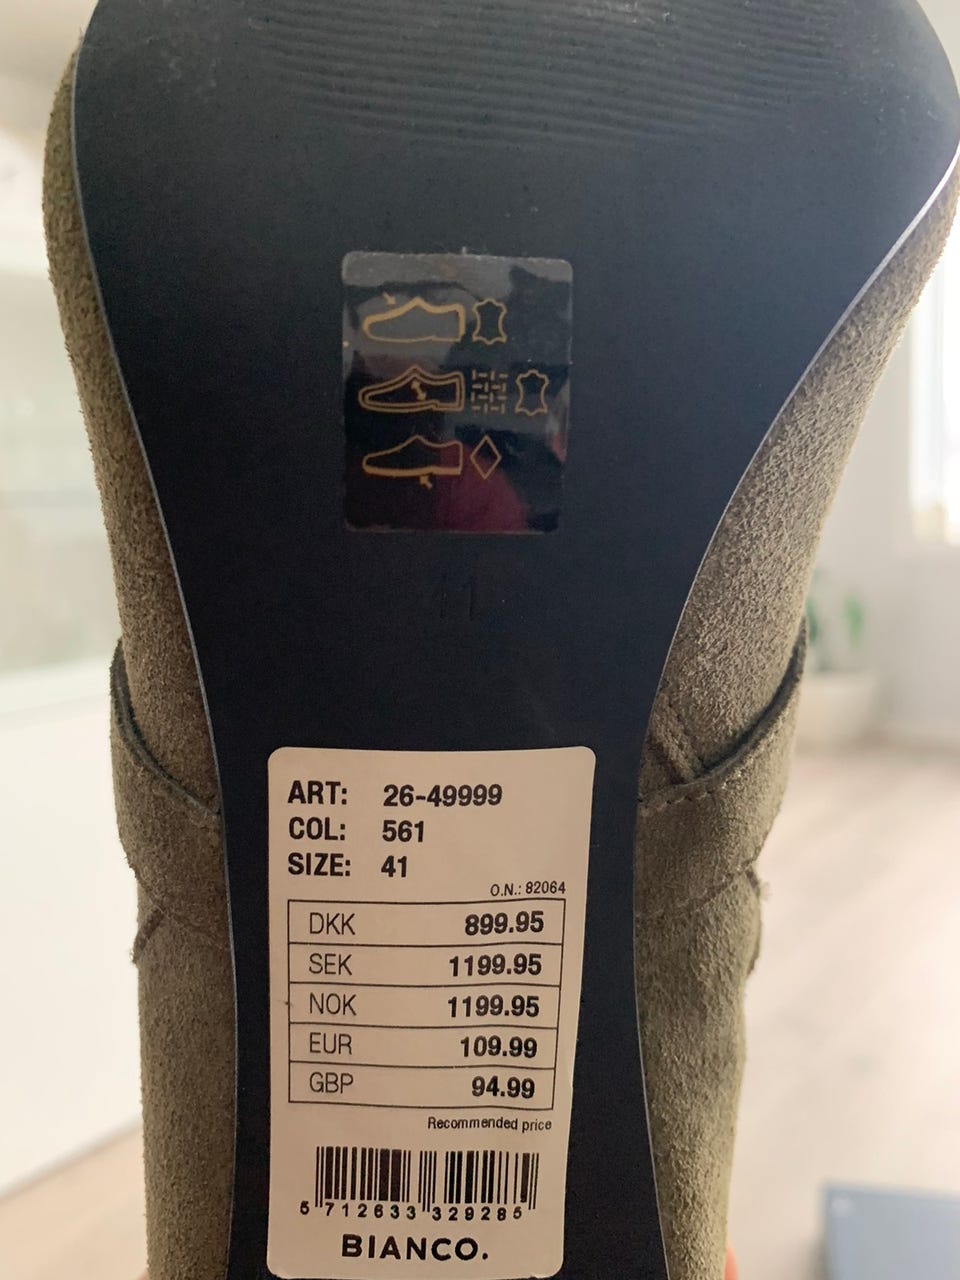 41
ART: 26-49999
COL: 561
SIZE: 41
O.N.: 82064
DKK 899.95
SEK 1199.95
NOK 1199.95
EUR 109.99
GBP 94.99
Recommended price
5 712633 329285
BIANCO.